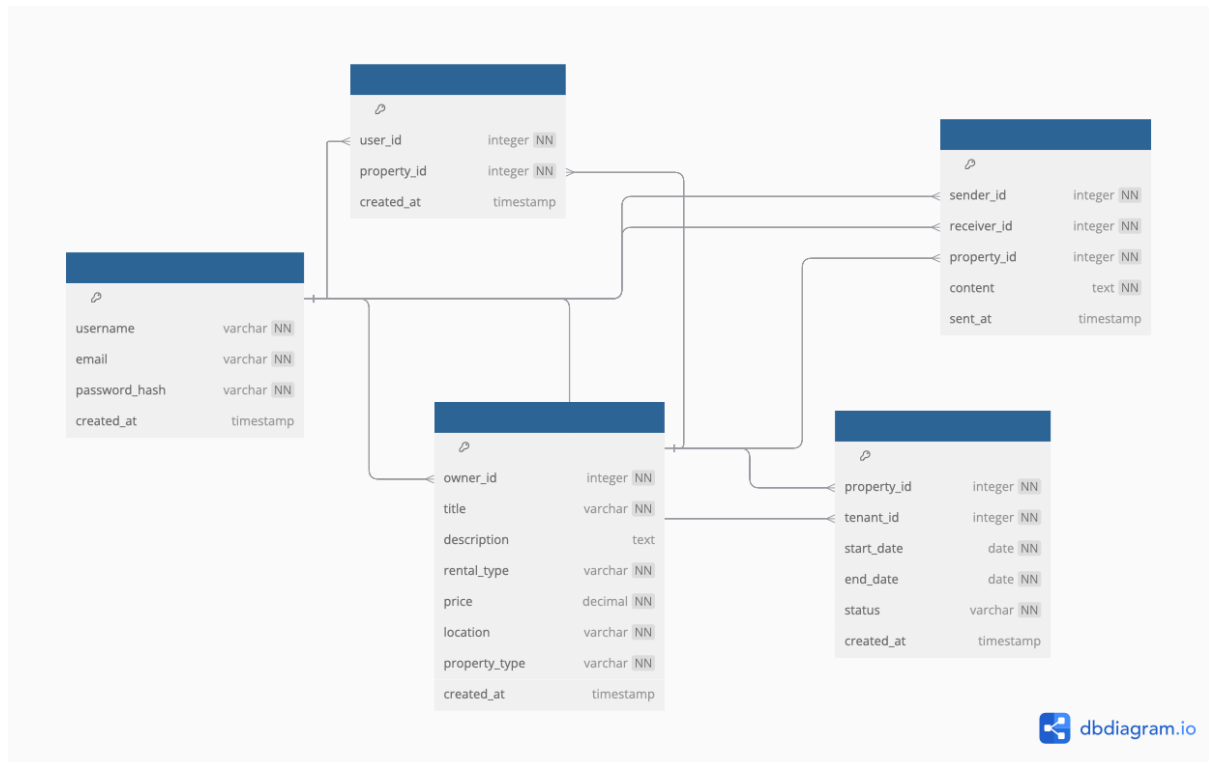 user_id integer NN
property_id integer NN
created_at timestamp
sender_id integer NN
receiver_id integer NN
property_id integer NN
content text NN
sent_at timestamp
username varchar NN
email varchar NN
password_hash varchar NN
created_at timestamp
owner_id integer NN
title varchar NN
description text
rental_type varchar NN
price decimal NN
location varchar NN
property_type varchar NN
created_at timestamp
property_id integer NN
tenant_id integer NN
start_date date NN
end_date date NN
status varchar NN
created_at timestamp
dbdiagram.io